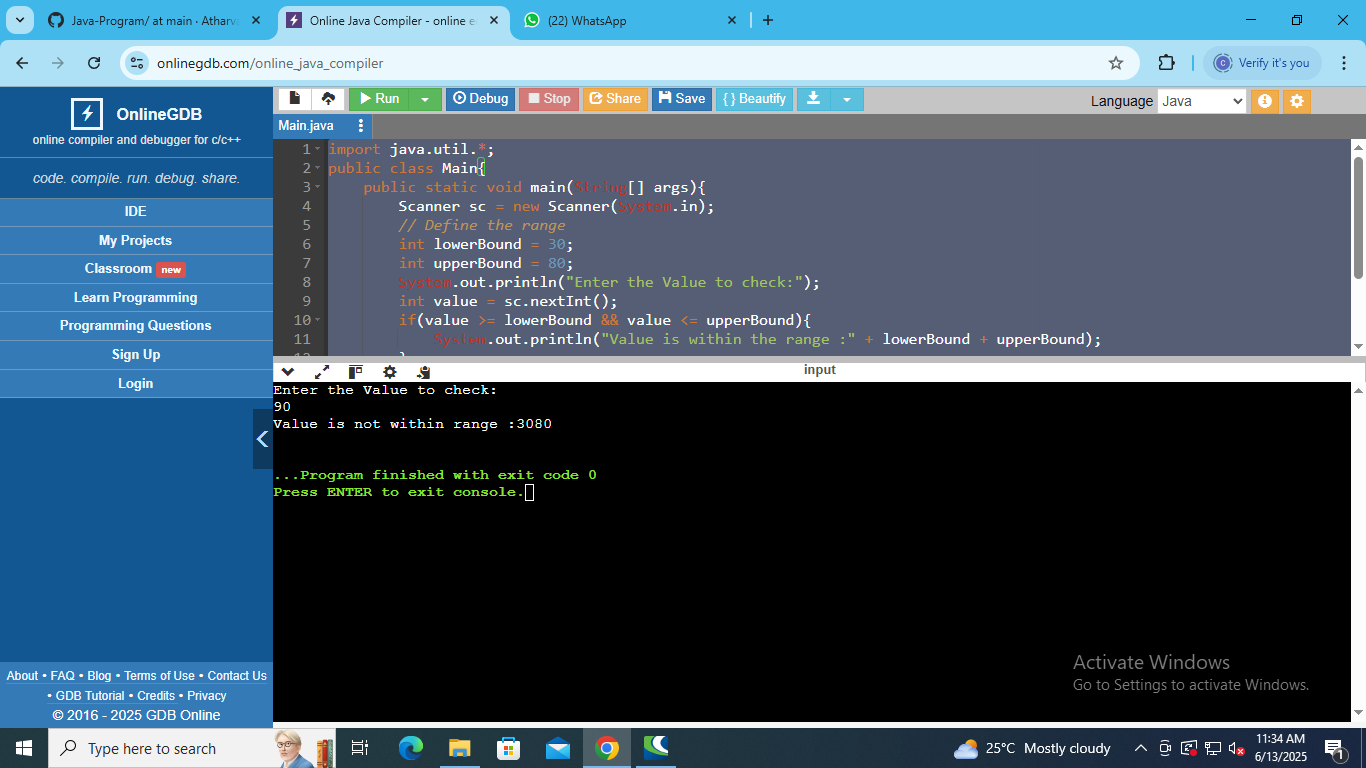 Java-Program/ at main · Atharv
Online Java Compiler - online e
(22) WhatsApp
onlinegdb.com/online_java_compiler
Verify it's you
OnlineGDB
online compiler and debugger for c/c++
code. compile. run. debug. share.
IDE
My Projects
Classroom new
Learn Programming
Programming Questions
Sign Up
Login
About • FAQ • Blog • Terms of Use • Contact Us
• GDB Tutorial • Credits • Privacy
© 2016 - 2025 GDB Online
Run Debug Stop Share Save { } Beautify
Language Java
Main.java
1 import java.util.*;
2 public class Main{
3 public static void main(String[] args){
4 Scanner sc = new Scanner(System.in);
5 // Define the range
6 int lowerBound = 30;
7 int upperBound = 80;
8 System.out.println("Enter the Value to check:");
9 int value = sc.nextInt();
10 if(value >= lowerBound && value <= upperBound){
11 System.out.println("Value is within the range :" + lowerBound + upperBound);
input
Enter the Value to check:
90
Value is not within range :3080
...Program finished with exit code 0
Press ENTER to exit console.
Activate Windows
Go to Settings to activate Windows.
Type here to search
25°C Mostly cloudy
11:34 AM
6/13/2025
1